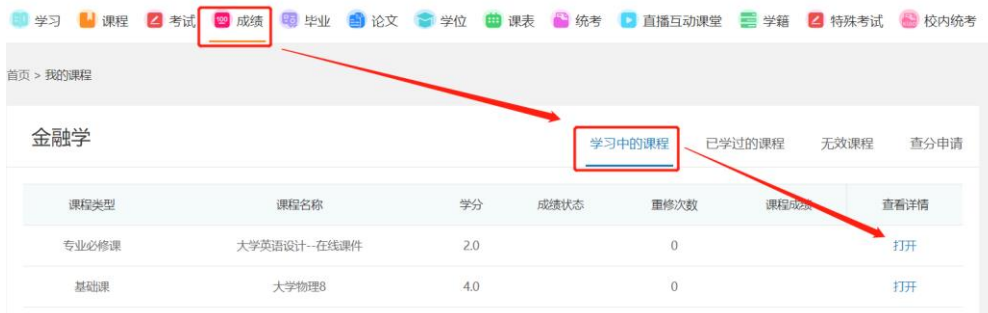 学习 课程 考试 成绩 毕业 论文 学位 课表 统考 直播互动课堂 学籍 特殊考试 校内统考
首页 > 我的课程
金融学 学习中的课程 已学过的课程 无效课程 查分申请
课程类型 课程名称 学分 成绩状态 重修次数 课程成绩 查看详情
专业必修课 大学英语设计--在线课件 2.0 0 打开
基础课 大学物理8 4.0 0 打开